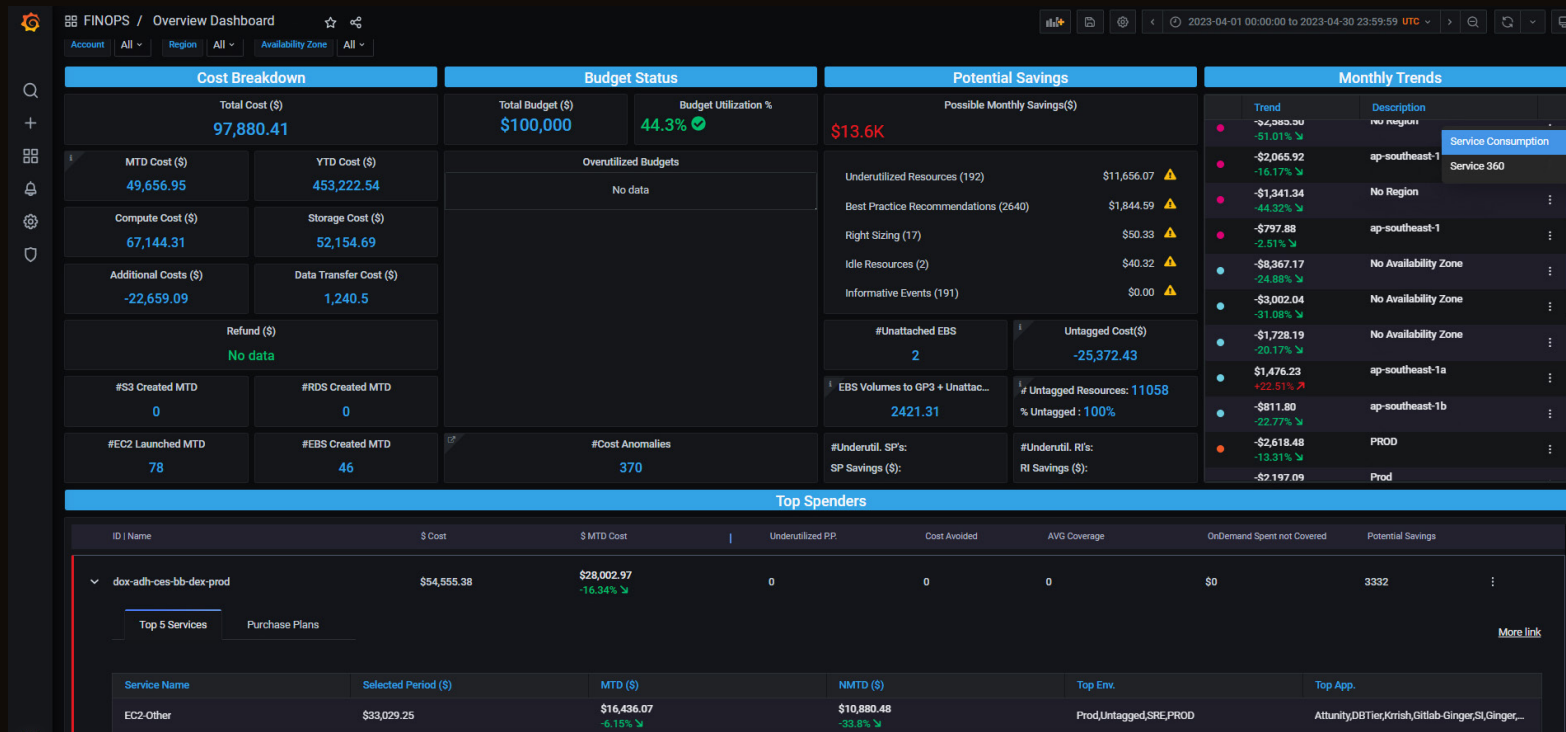 FINOPS / Overview Dashboard
2023-04-01 00:00:00 to 2023-04-30 23:59:59 UTC
Account All Region All Availability Zone All
Cost Breakdown
Total Cost ($)
97,880.41
MTD Cost ($) YTD Cost ($)
49,656.95 453,222.54
Compute Cost ($) Storage Cost ($)
67,144.31 52,154.69
Additional Costs ($) Data Transfer Cost ($)
-22,659.09 1,240.5
Refund ($)
No data
#S3 Created MTD #RDS Created MTD
0 0
#EC2 Launched MTD #EBS Created MTD
78 46
Budget Status
Total Budget ($) Budget Utilization %
$100,000 44.3%
Overutilized Budgets
No data
#Cost Anomalies
370
Potential Savings
Possible Monthly Savings($)
$13.6K
Underutilized Resources (192) $11,656.07
Best Practice Recommendations (2640) $1,844.59
Right Sizing (17) $50.33
Idle Resources (2) $40.32
Informative Events (191) $0.00
#Unattached EBS Untagged Cost($)
2 -25,372.43
EBS Volumes to GP3 + Unattac... # Untagged Resources: 11058
2421.31 % Untagged : 100%
#Underutil. SP's: #Underutil. RI's:
SP Savings ($): RI Savings ($):
Monthly Trends
Trend Description
-$2,585.50 No Region
-51.01%
Service Consumption
Service 360
-$2,065.92 ap-southeast-1
-16.17%
-$1,341.34 No Region
-44.32%
-$797.88 ap-southeast-1
-2.51%
-$8,367.17 No Availability Zone
-24.88%
-$3,002.04 No Availability Zone
-31.08%
-$1,728.19 No Availability Zone
-20.17%
$1,476.23 ap-southeast-1a
+22.51%
-$811.80 ap-southeast-1b
-22.77%
-$2,618.48 PROD
-13.31%
-$2,197.09 Prod
Top Spenders
ID | Name $ Cost $ MTD Cost Underutilized P.P. Cost Avoided AVG Coverage OnDemand Spent not Covered Potential Savings
dox-adh-ces-bb-dex-prod $54,555.38 $28,002.97 0 0 0 $0 3332
-16.34%
Top 5 Services Purchase Plans
More link
Service Name Selected Period ($) MTD ($) NMTD ($) Top Env. Top App.
EC2-Other $33,029.25 $16,436.07 $10,880.48 Prod,Untagged,SRE,PROD Attunity,DBTier,Krrish,Gitlab-Ginger,SI,Ginger,...
-6.15% -33.8%